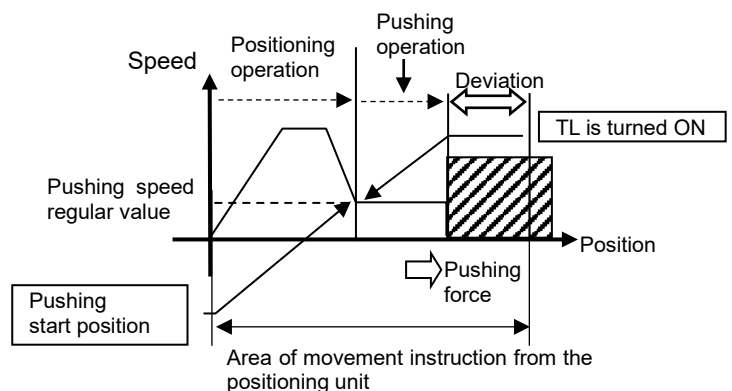 Pushing
operation
Positioning
operation
Speed
Deviation
TL is turned ON
Pushing speed
regular value
Position
Pushing
force
Pushing
start position
Area of movement instruction from the
positioning unit